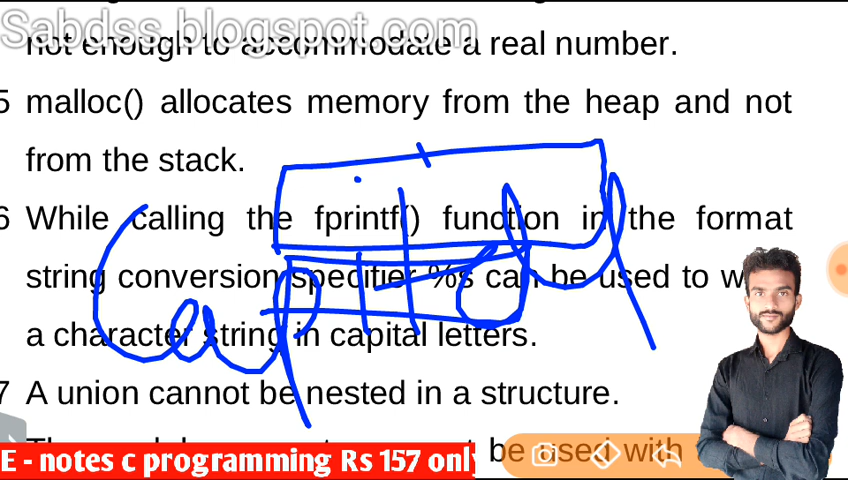 Sabdss.blogspot.com
not enough to accommodate a real number.
5 malloc() allocates memory from the heap and not
from the stack.
6 While calling the fprintf() function in the format
string conversion specifier %s can be used to w
a character string in capital letters.
Capital
7 A union cannot be nested in a structure.
be used with
E - notes c programming Rs 157 onl